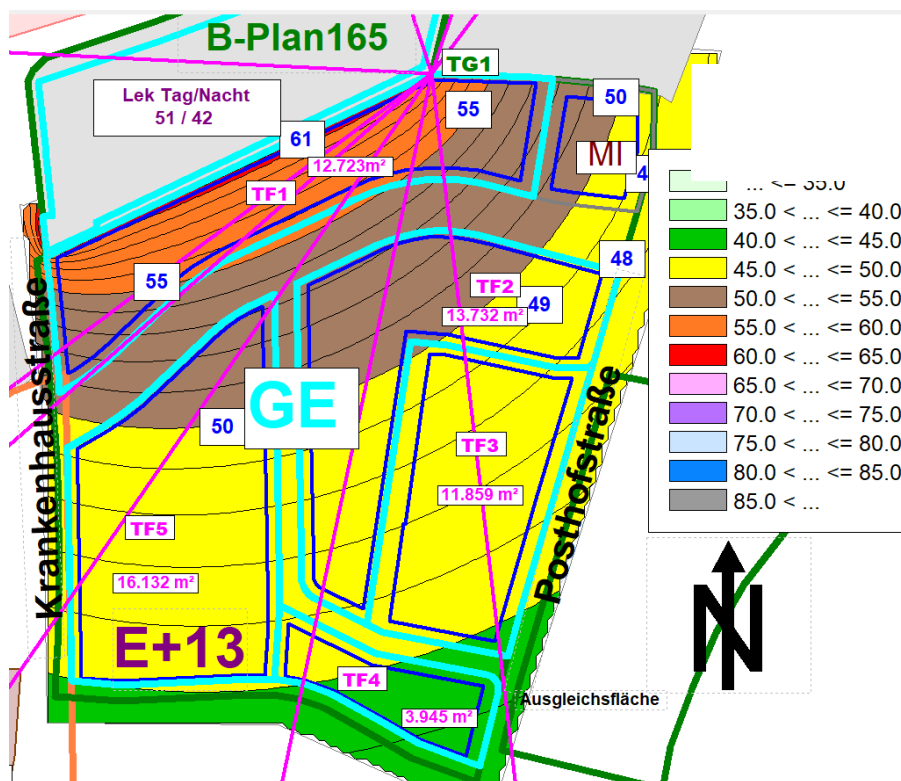 B-Plan165
TG1
Lek Tag/Nacht
51 / 42
61
55
50
12.723m²
MI
4
TF1
... <= 35.0
35.0 < ... <= 40.0
40.0 < ... <= 45.0
45.0 < ... <= 50.0
50.0 < ... <= 55.0
55.0 < ... <= 60.0
60.0 < ... <= 65.0
65.0 < ... <= 70.0
70.0 < ... <= 75.0
75.0 < ... <= 80.0
80.0 < ... <= 85.0
85.0 < ...
48
55
TF2
49
13.732 m²
Krankenhausstraße
GE
50
TF3
11.859 m²
Posthofstraße
TF5
16.132 m²
E+13
TF4
3.945 m²
Ausgleichsfläche
N